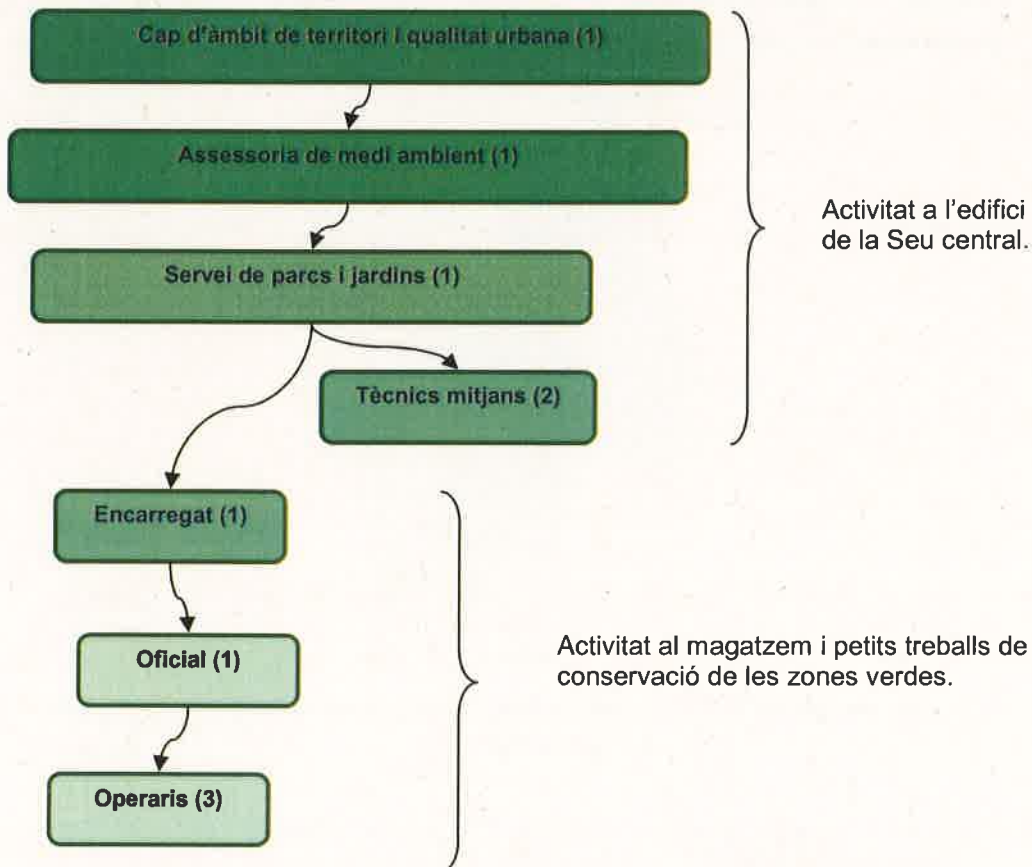 Cap d'àmbit de territori i qualitat urbana (1)
Assessoria de medi ambient (1)
Servei de parcs i jardins (1)
Tècnics mitjans (2)
Activitat a l'edifici
de la Seu central.
Encarregat (1)
Oficial (1)
Operaris (3)
Activitat al magatzem i petits treballs de
conservació de les zones verdes.